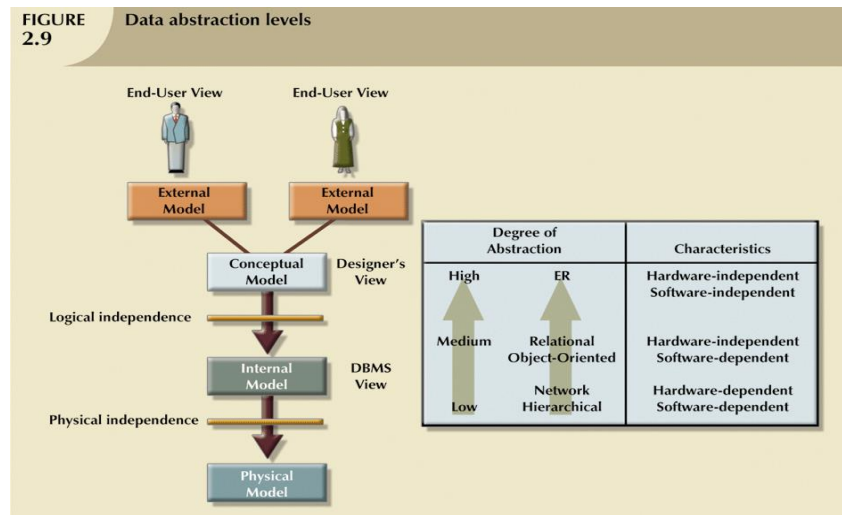 FIGURE
2.9
Data abstraction levels
End-User View
End-User View
External
Model
External
Model
Conceptual
Model
Designer's
View
Logical independence
Internal
Model
DBMS
View
Physical independence
Physical
Model
Degree of
Abstraction
Characteristics
High
ER
Hardware-independent
Software-independent
Medium
Relational
Object-Oriented
Hardware-independent
Software-dependent
Low
Network
Hierarchical
Hardware-dependent
Software-dependent